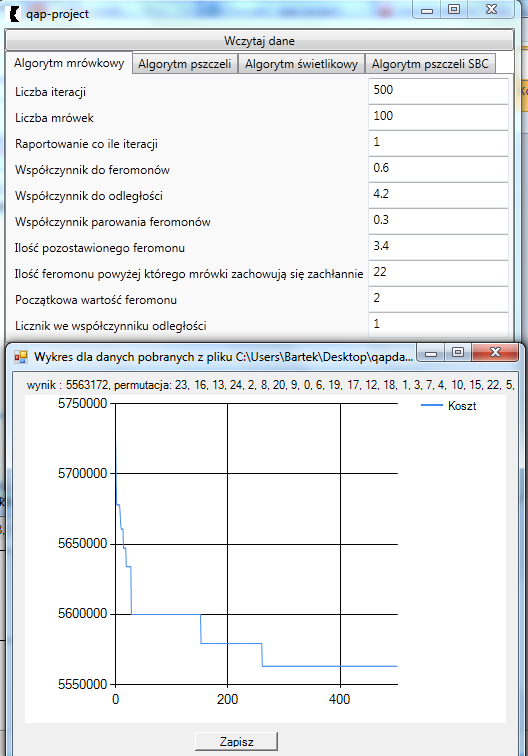 qap-project
Wczytaj dane
Algorytm mrówkowy Algorytm pszczeli Algorytm świetlikowy Algorytm pszczeli SBC
Liczba iteracji 500
Liczba mrówek 100
Raportowanie co ile iteracji 1
Współczynnik do feromonów 0.6
Współczynnik do odległości 4.2
Współczynnik parowania feromonów 0.3
Ilość pozostawionego feromonu 3.4
Ilość feromonu powyżej którego mrówki zachowują się zachłannie 22
Początkowa wartość feromonu 2
Licznik we współczynniku odległości 1
Wykres dla danych pobranych z pliku C:\Users\Bartek\Desktop\qapda...
wynik : 5563172, permutacja: 23, 16, 13, 24, 2, 8, 20, 9, 0, 6, 19, 17, 12, 18, 1, 3, 7, 4, 10, 15, 22, 5,
5750000
Koszt
5700000
5650000
5600000
5550000
0 200 400
Zapisz